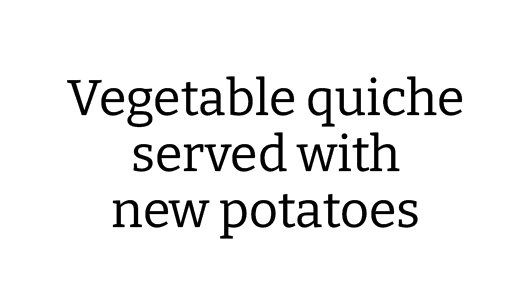 Vegetable quiche
served with
new potatoes